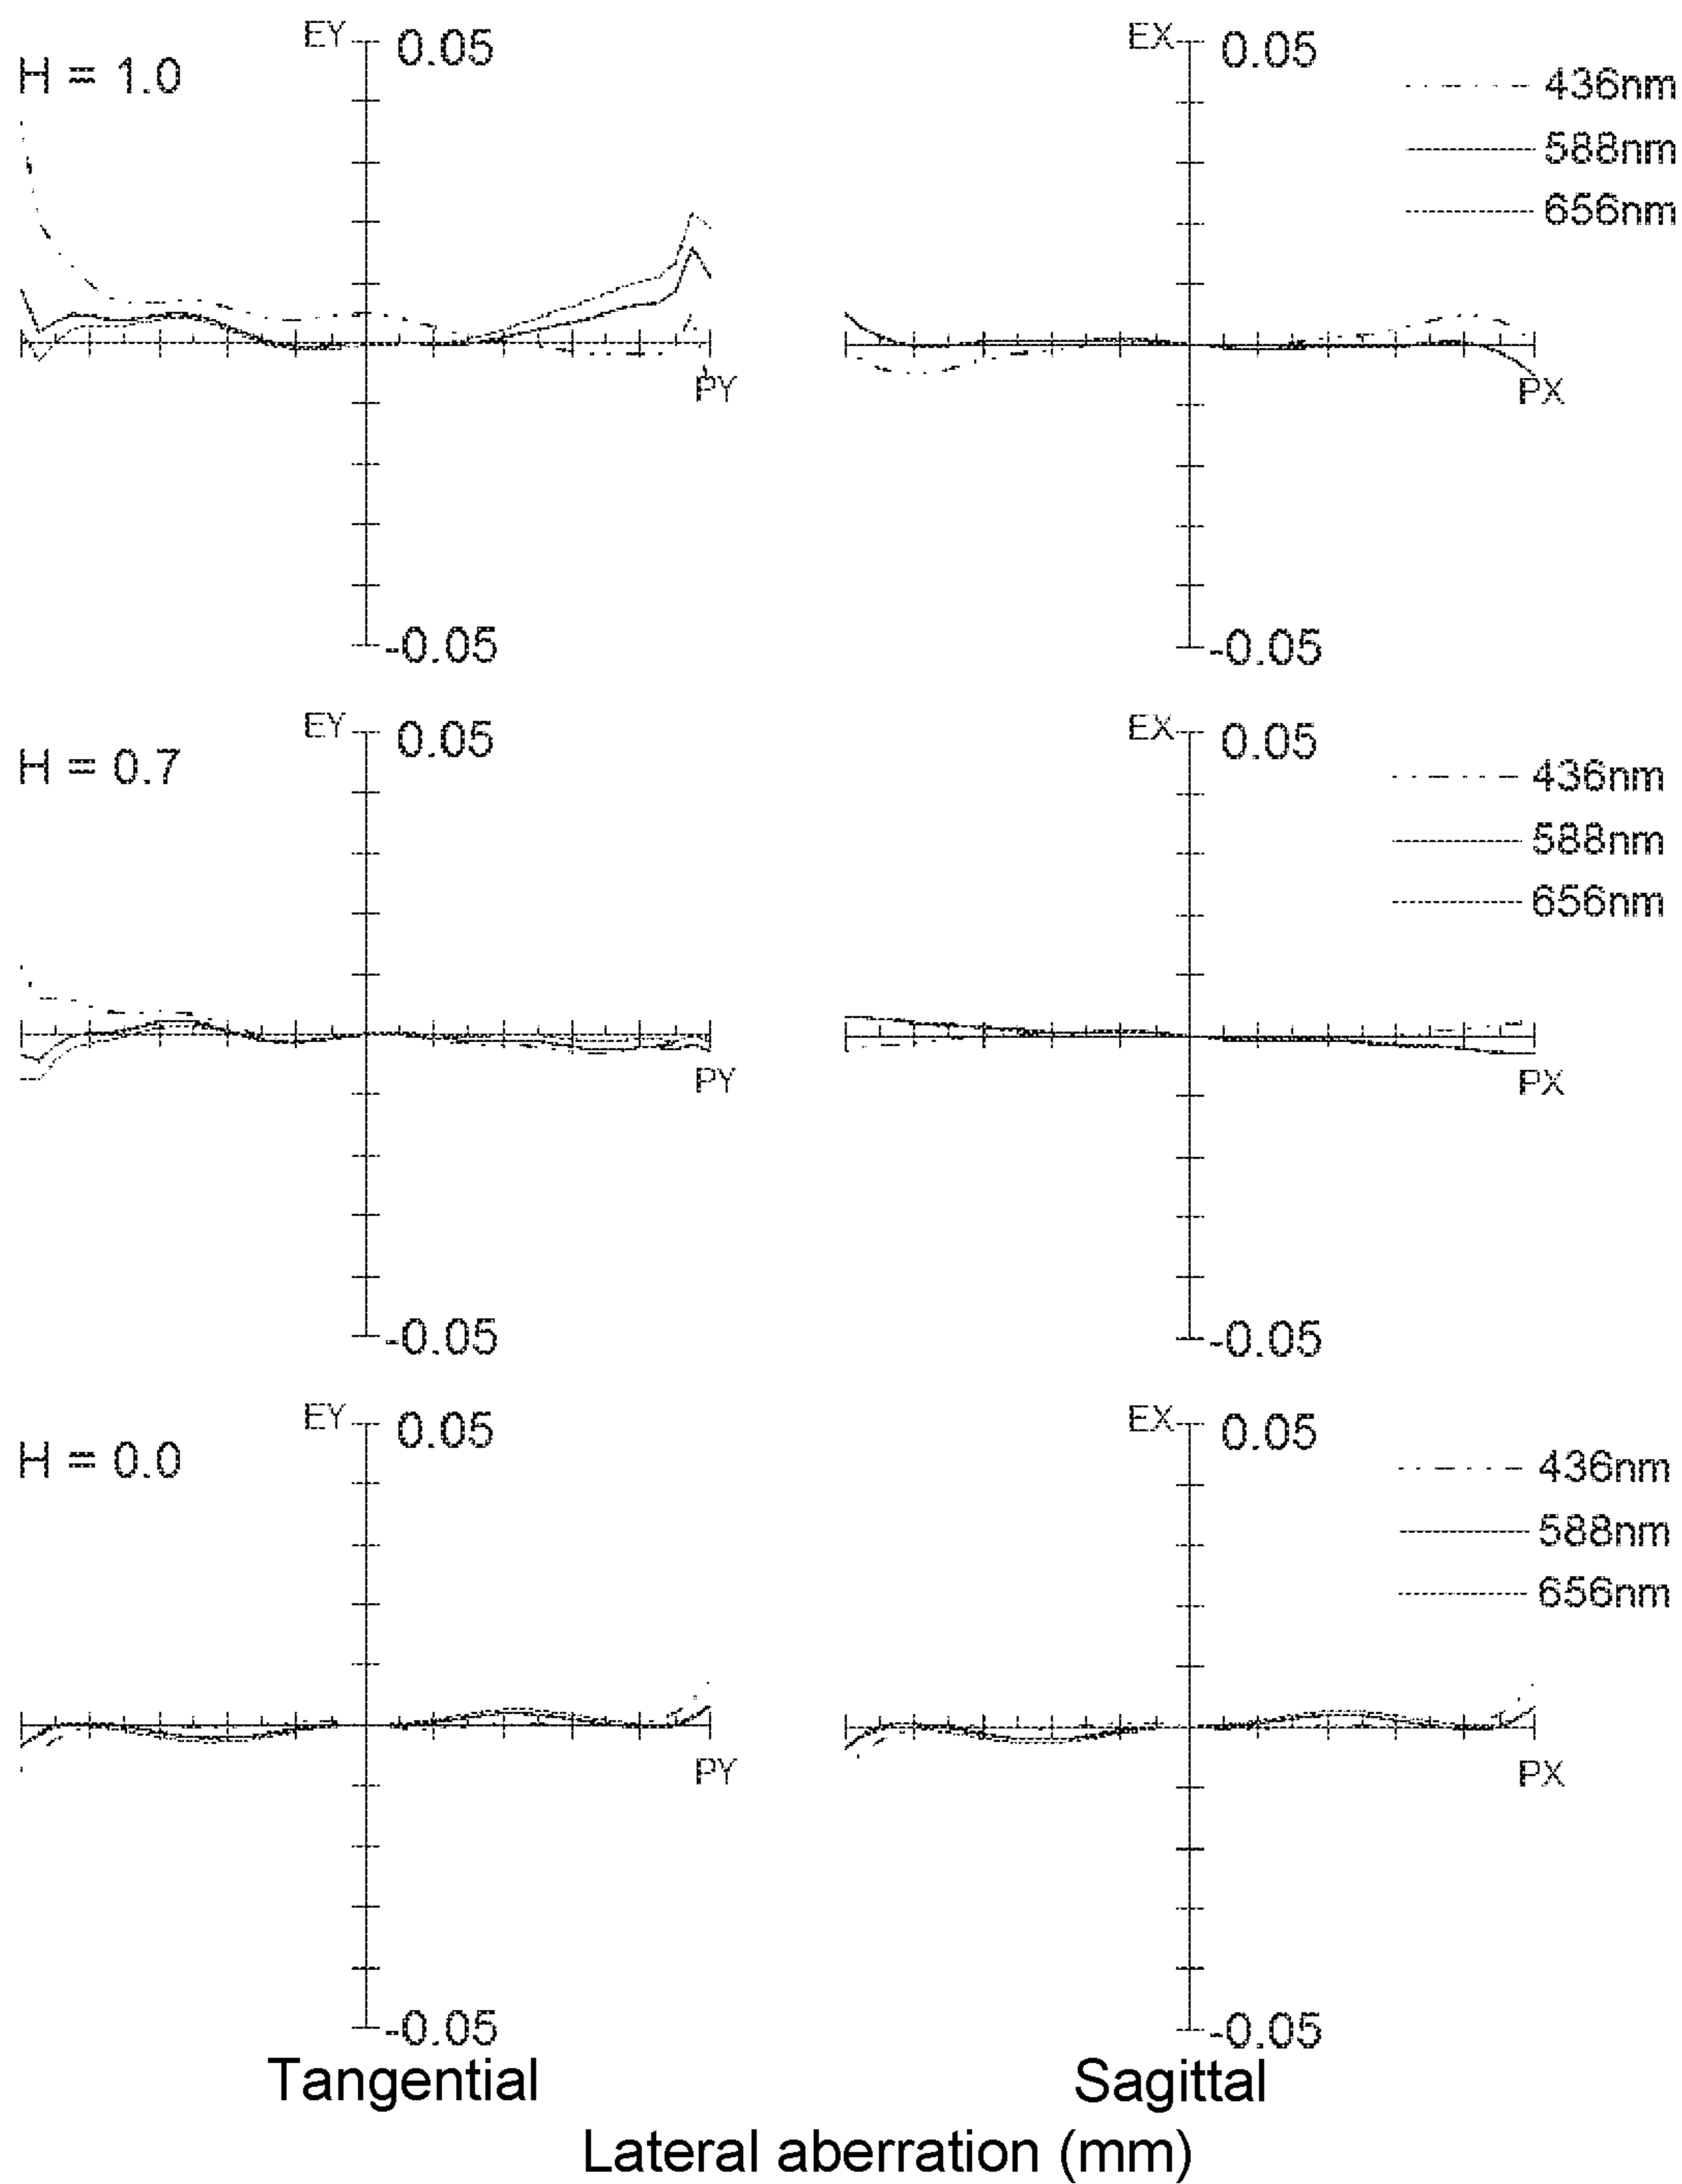 EY 0.05 EX 0.05
H = 1.0
436nm
588nm
656nm
PY PX
-0.05 -0.05
EY 0.05 EX 0.05
H = 0.7
436nm
588nm
656nm
PY PX
-0.05 -0.05
EY 0.05 EX 0.05
H = 0.0
436nm
588nm
656nm
PY PX
-0.05 -0.05
Tangential Sagittal
Lateral aberration (mm)